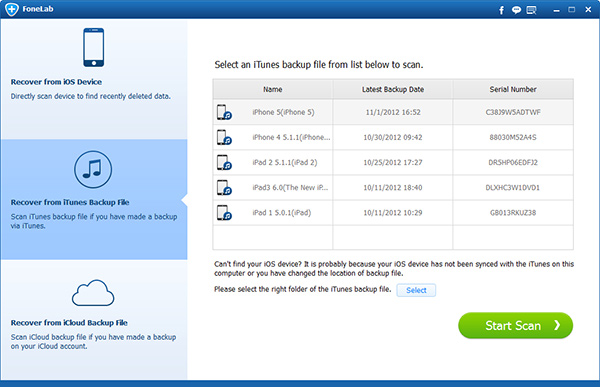 FoneLab
Recover from iOS Device
Directly scan device to find recently deleted data.
Recover from iTunes Backup File
Scan iTunes backup file if you have made a backup
via iTunes.
Recover from iCloud Backup File
Scan iCloud backup file if you have made a backup
on your iCloud account.
Select an iTunes backup file from list below to scan.
Name Latest Backup Date Serial Number
iPhone 5(iPhone 5) 11/1/2012 16:52 C38J9W5ADTWF
iPhone 4 5.1.1(iPhone... 10/30/2012 09:42 88030M52A4S
iPad 2 5.1.1(iPad 2) 10/25/2012 17:27 DR5HP06EDFJ2
iPad3 6.0(The New iP... 10/11/2012 18:40 DLXHC3W1DVD1
iPad 1 5.0.1(iPad) 10/11/2012 10:29 G8013RKUZ38
Can't find your iOS device? It is probably because your iOS device has not been synced with the iTunes on this
computer or you have changed the location of backup file.
Please select the right folder of the iTunes backup file. Select
Start Scan